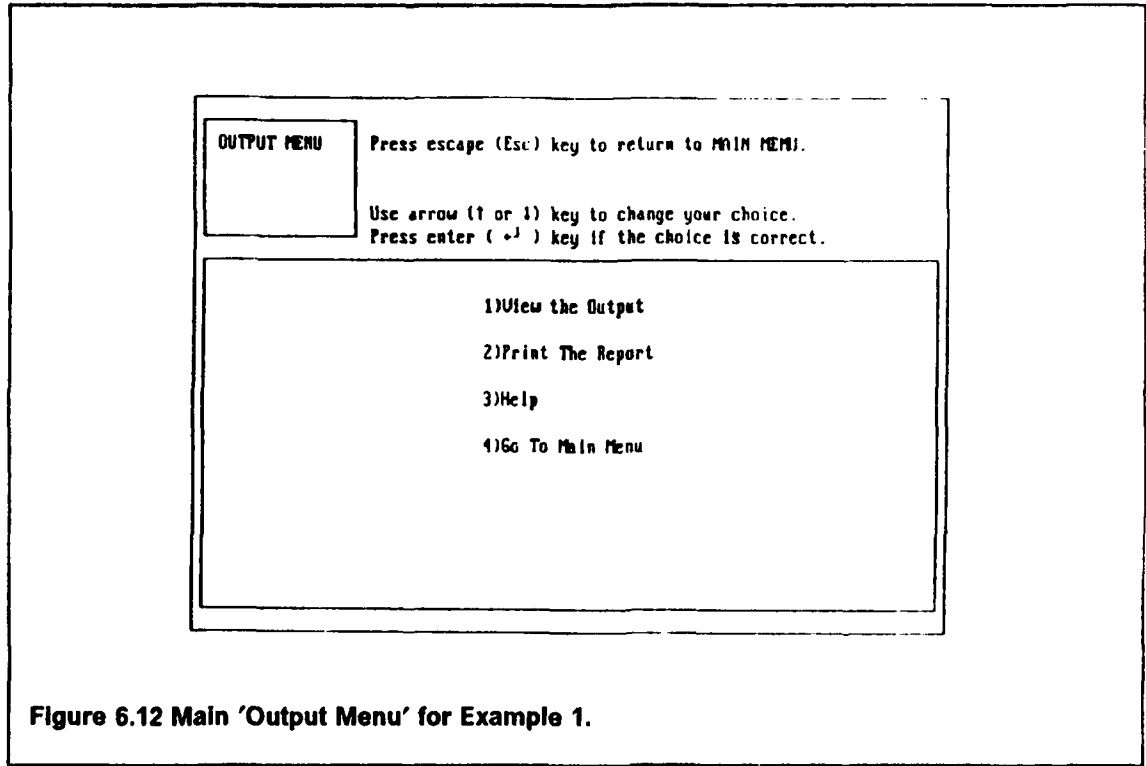 OUTPUT MENU
Press escape (Esc) key to return to MAIN MENU.
Use arrow (↑ or ↓) key to change your choice.
Press enter ( ↵ ) key if the choice is correct.
1)View the Output
2)Print The Report
3)Help
4)Go To Main Menu
Figure 6.12 Main 'Output Menu' for Example 1.